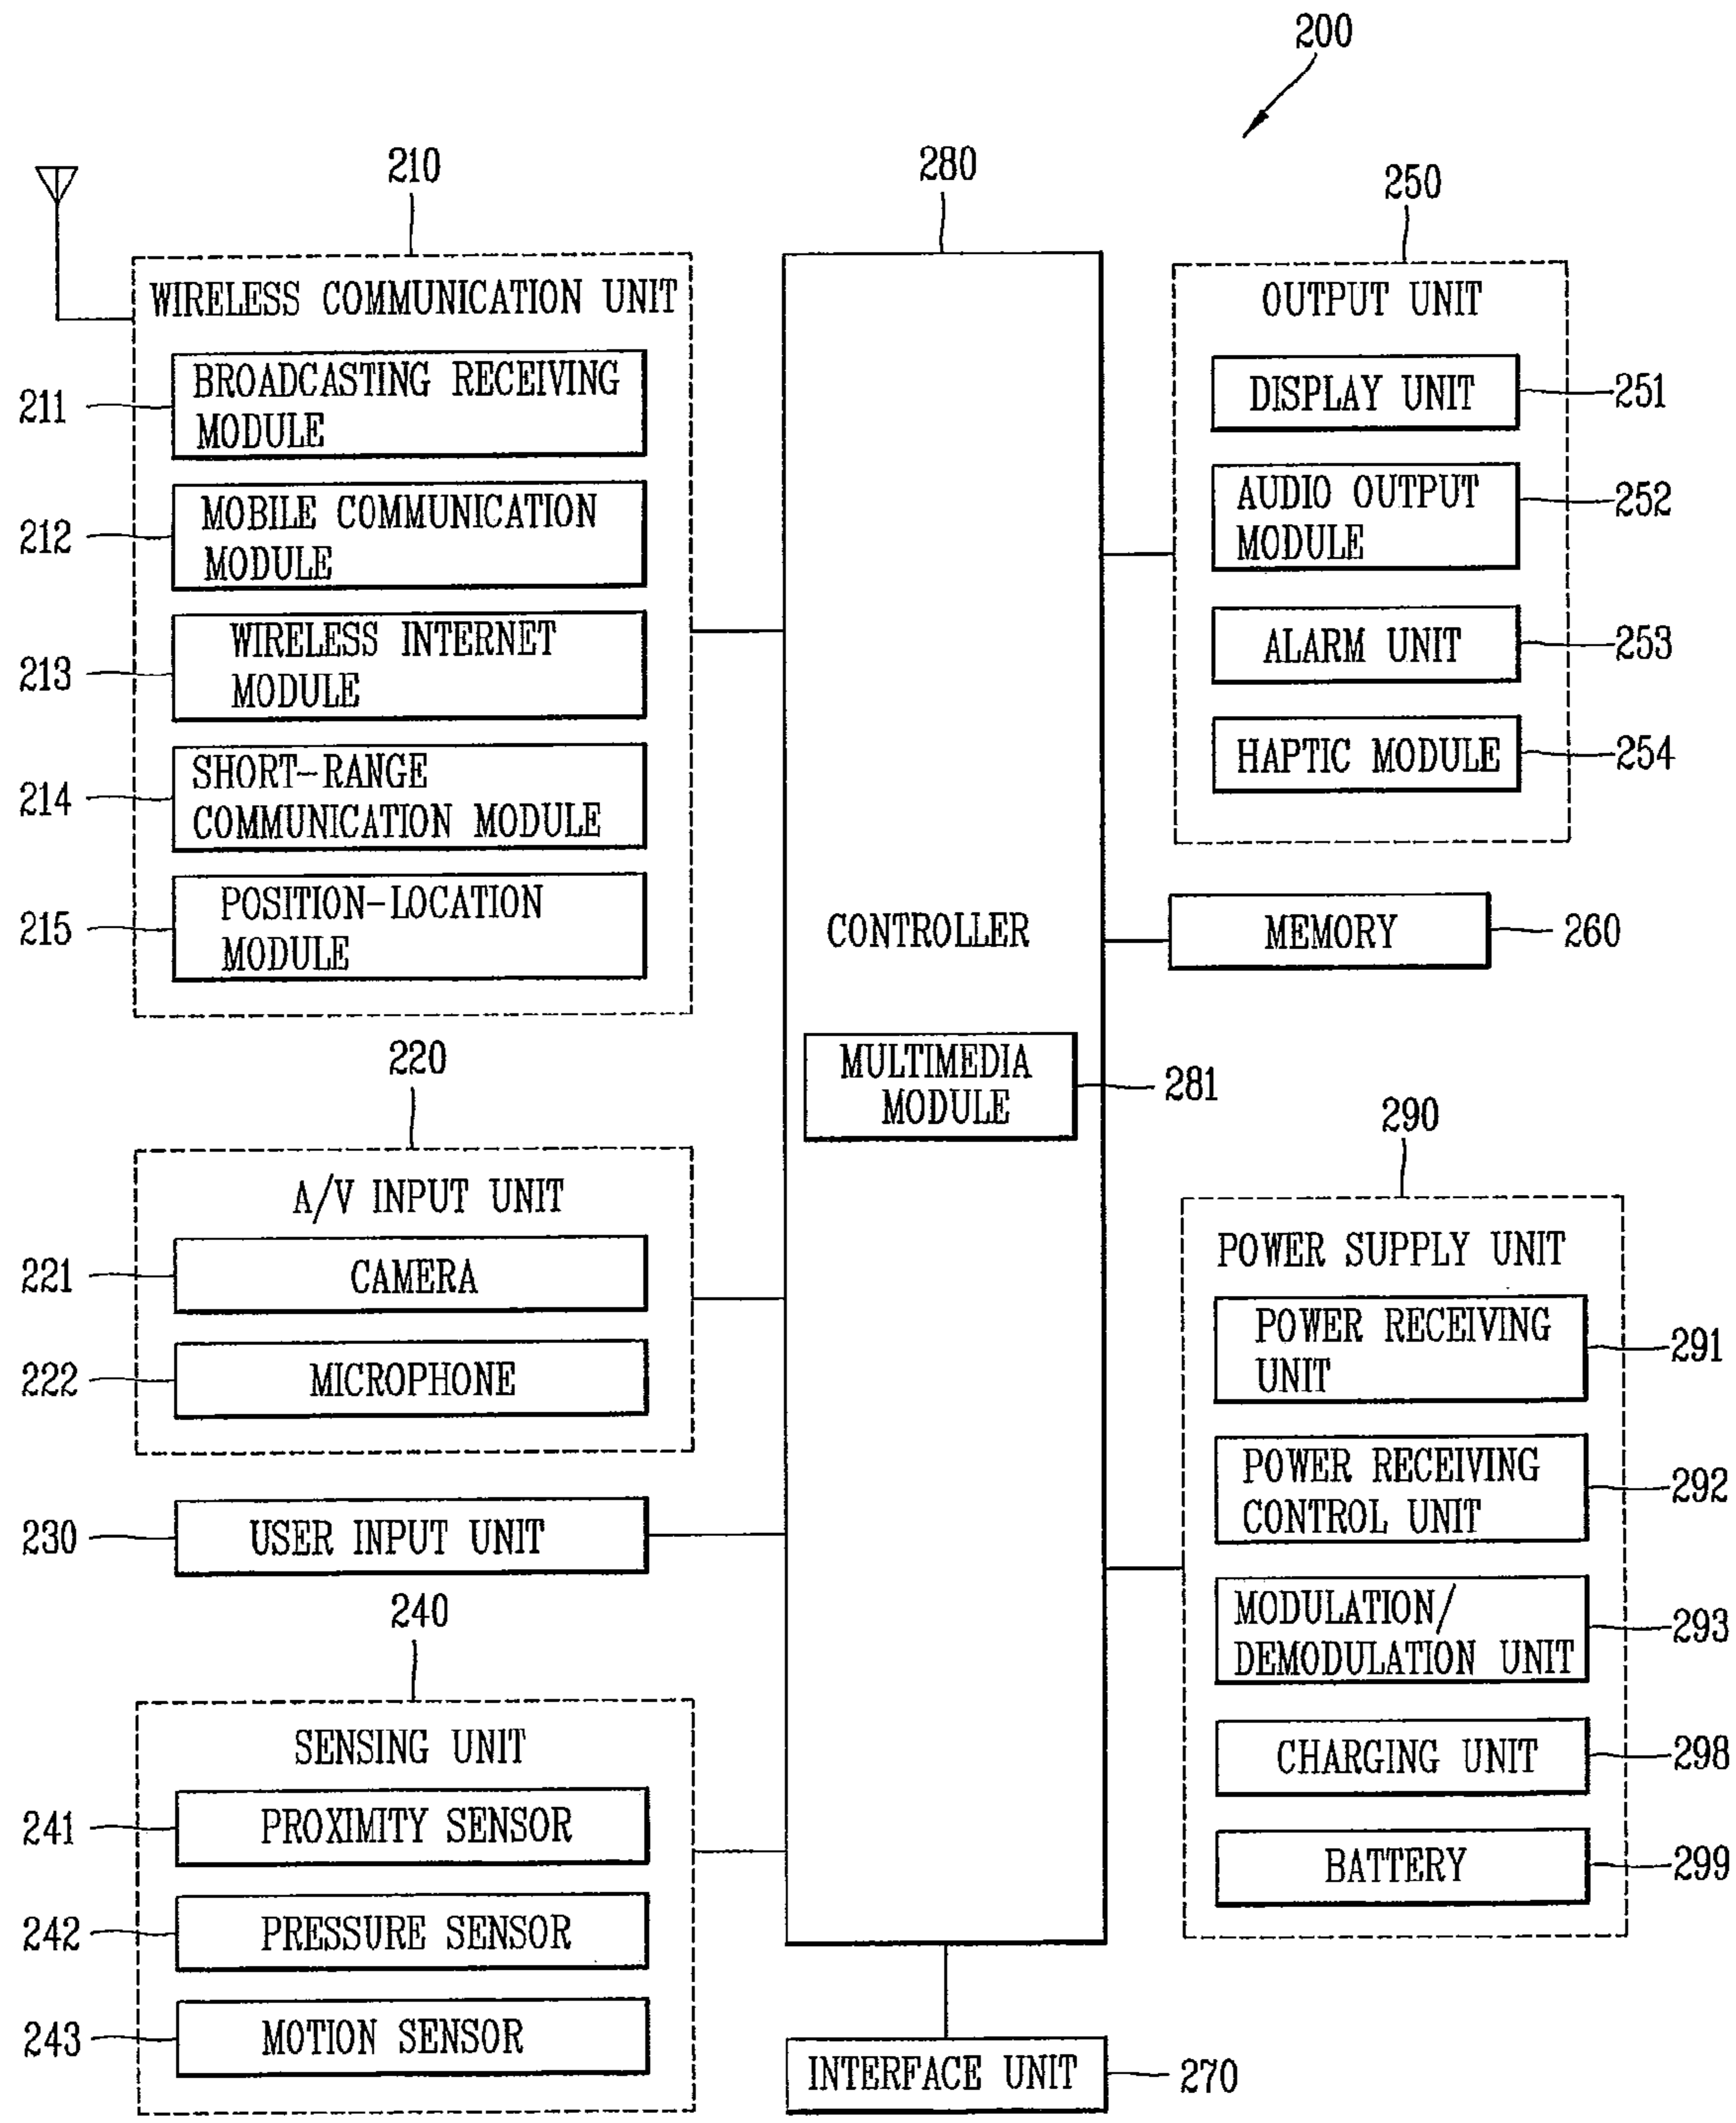 200
210
WIRELESS COMMUNICATION UNIT
211
BROADCASTING RECEIVING
MODULE
212
MOBILE COMMUNICATION
MODULE
213
WIRELESS INTERNET
MODULE
214
SHORT-RANGE
COMMUNICATION MODULE
215
POSITION-LOCATION
MODULE
220
A/V INPUT UNIT
221
CAMERA
222
MICROPHONE
230
USER INPUT UNIT
240
SENSING UNIT
241
PROXIMITY SENSOR
242
PRESSURE SENSOR
243
MOTION SENSOR
280
CONTROLLER
MULTIMEDIA
MODULE
281
INTERFACE UNIT
270
250
OUTPUT UNIT
DISPLAY UNIT
251
AUDIO OUTPUT
MODULE
252
ALARM UNIT
253
HAPTIC MODULE
254
MEMORY
260
290
POWER SUPPLY UNIT
POWER RECEIVING
UNIT
291
POWER RECEIVING
CONTROL UNIT
292
MODULATION/
DEMODULATION UNIT
293
CHARGING UNIT
298
BATTERY
299